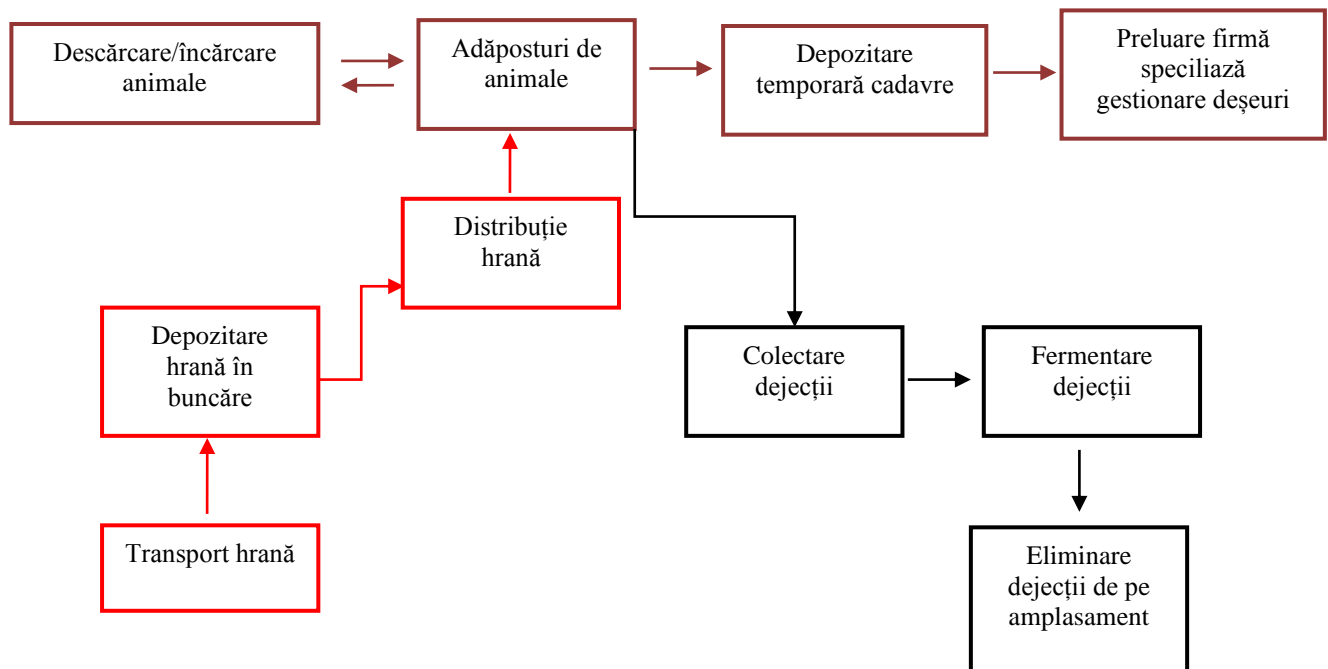 Descărcare/încărcare
animale
Adăposturi de
animale
Depozitare
temporară cadavre
Preluare firmă
speciliază
gestionare deșeuri
Distribuție
hrană
Depozitare
hrană în
buncăre
Transport hrană
Colectare
dejecții
Fermentare
dejecții
Eliminare
dejecții de pe
amplasament